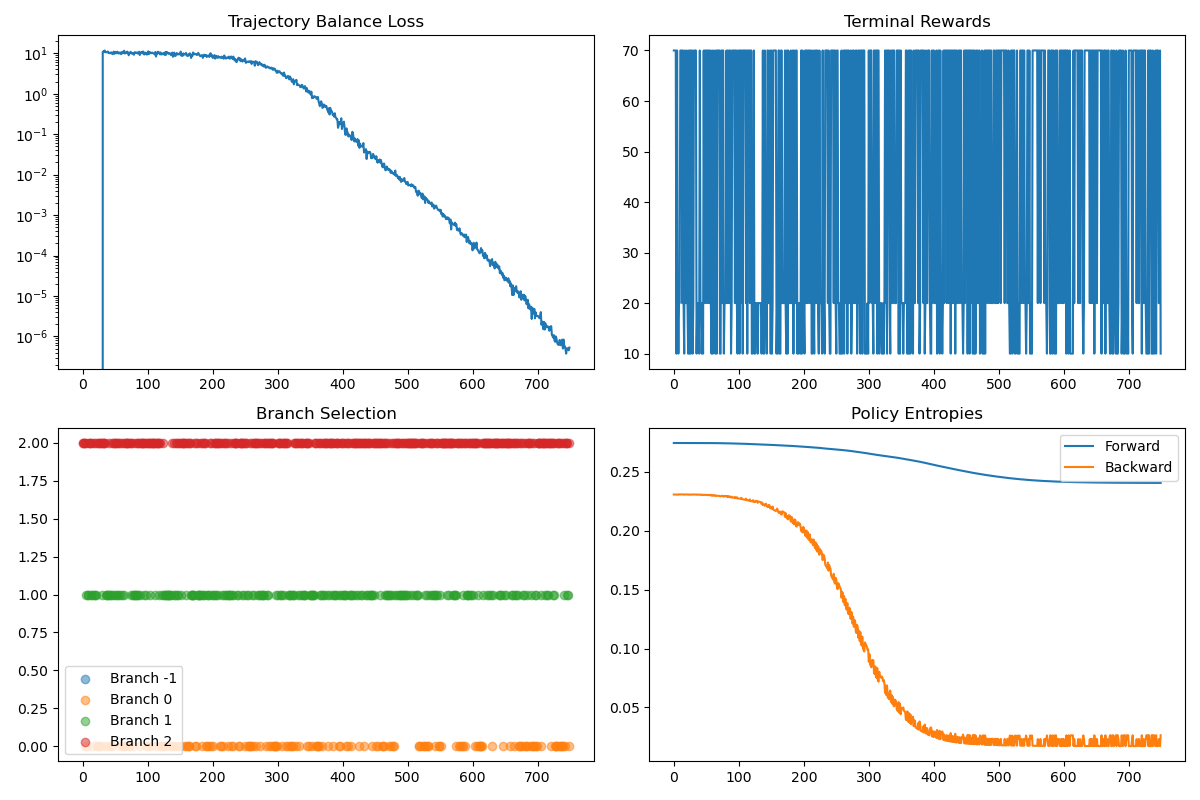 Trajectory Balance Loss
10¹
10⁰
10⁻¹
10⁻²
10⁻³
10⁻⁴
10⁻⁵
10⁻⁶
0 100 200 300 400 500 600 700
Terminal Rewards
70
60
50
40
30
20
10
0 100 200 300 400 500 600 700
Branch Selection
2.00
1.75
1.50
1.25
1.00
0.75
0.50
0.25
0.00
Branch -1
Branch 0
Branch 1
Branch 2
0 100 200 300 400 500 600 700
Policy Entropies
Forward
Backward
0.25
0.20
0.15
0.10
0.05
0 100 200 300 400 500 600 700